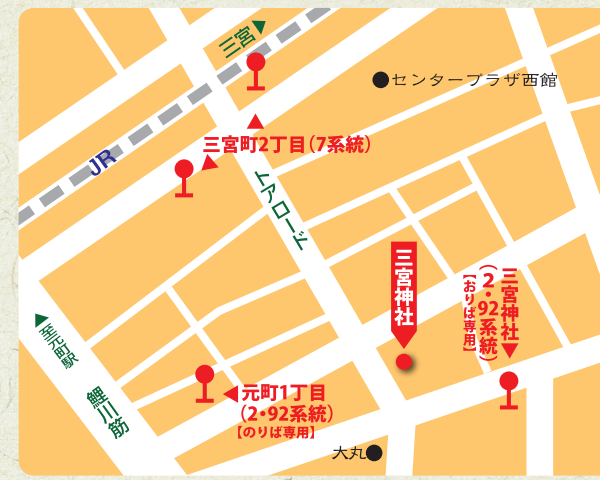 三宮
センタープラザ西館
JR
三宮町2丁目(7系統)
トアロード
三宮神社
三宮神社
(2・92系統)
【おりば専用】
至元町駅
鯉川筋
元町1丁目
(2・92系統)
【のりば専用】
大丸